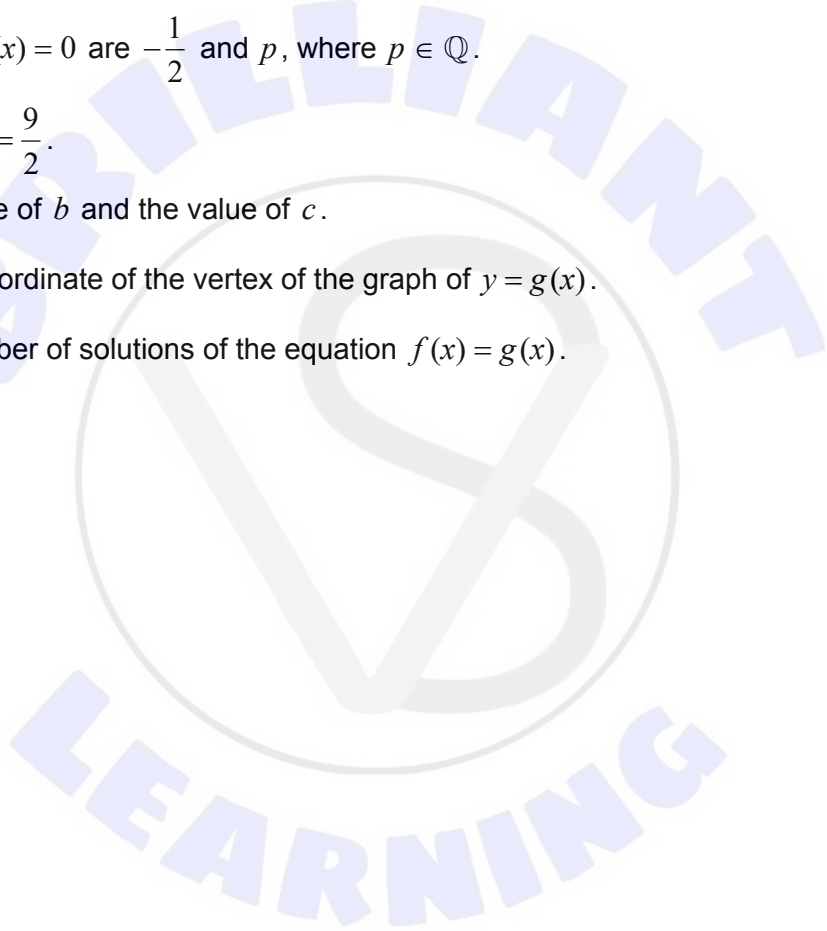 x) = 0 are −1/2 and p, where p ∈ ℚ.
= 9/2.
e of b and the value of c.
ordinate of the vertex of the graph of y = g(x).
ber of solutions of the equation f(x) = g(x).
BRILLIANT
VS
LEARNING